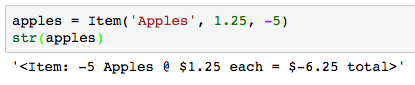 apples = Item('Apples', 1.25, -5)
str(apples)
'<Item: -5 Apples @ $1.25 each = $-6.25 total>'